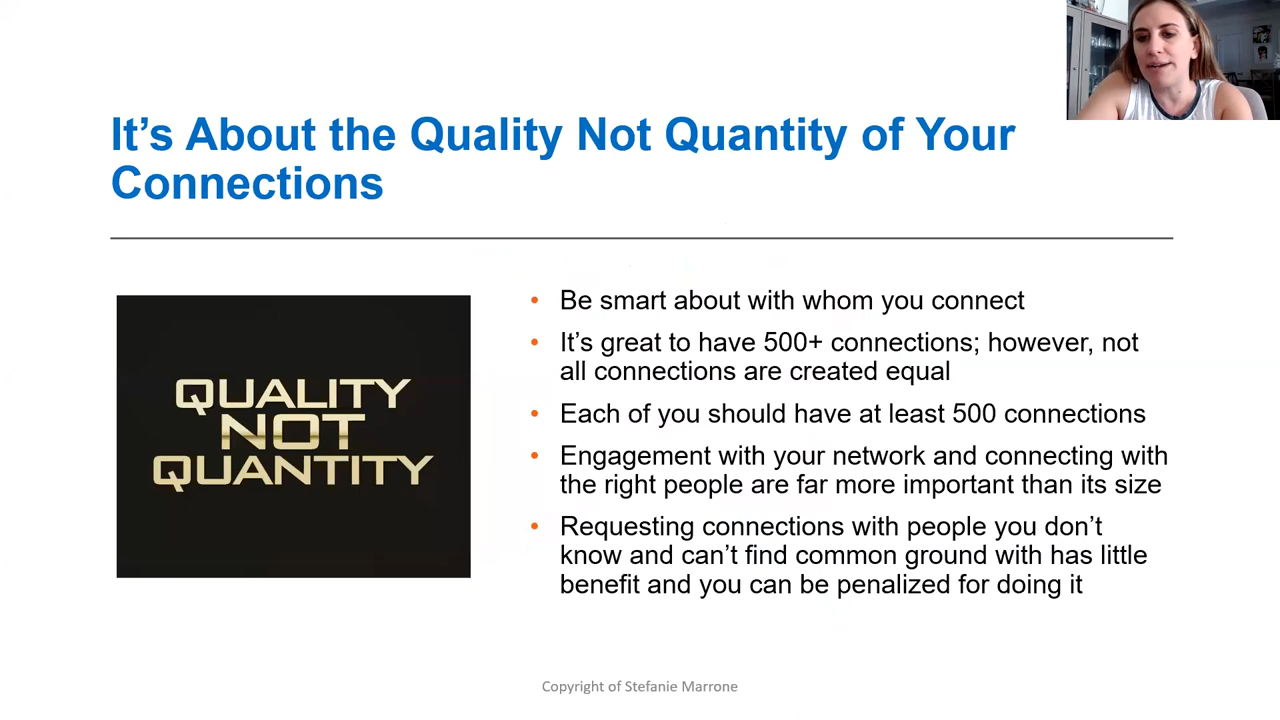 It’s About the Quality Not Quantity of Your
Connections
QUALITY
NOT
QUANTITY
• Be smart about with whom you connect
• It’s great to have 500+ connections; however, not
all connections are created equal
• Each of you should have at least 500 connections
• Engagement with your network and connecting with
the right people are far more important than its size
• Requesting connections with people you don’t
know and can’t find common ground with has little
benefit and you can be penalized for doing it
Copyright of Stefanie Marrone